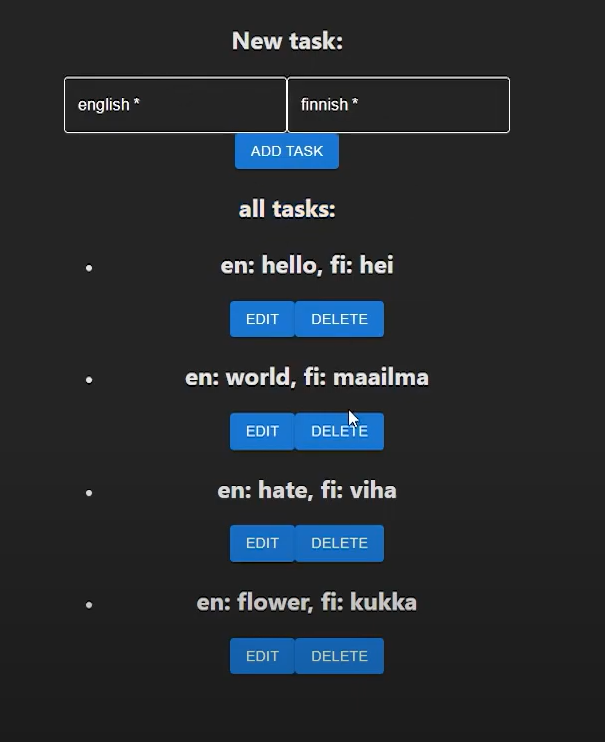 New task:
english * finnish *
ADD TASK
all tasks:
en: hello, fi: hei
EDIT DELETE
en: world, fi: maailma
EDIT DELETE
en: hate, fi: viha
EDIT DELETE
en: flower, fi: kukka
EDIT DELETE